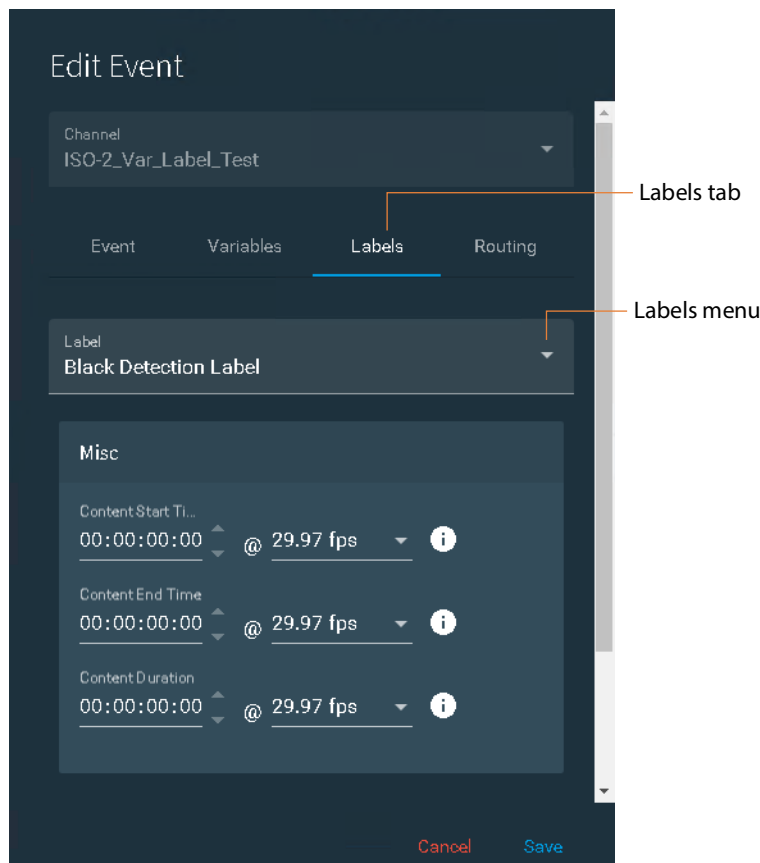 Edit Event
Channel
ISO-2_Var_Label_Test
Labels tab
Event Variables Labels Routing
Labels menu
Label
Black Detection Label
Misc
Content Start Ti...
00:00:00:00 @ 29.97 fps i
Content End Time
00:00:00:00 @ 29.97 fps i
Content Duration
00:00:00:00 @ 29.97 fps i
Cancel Save